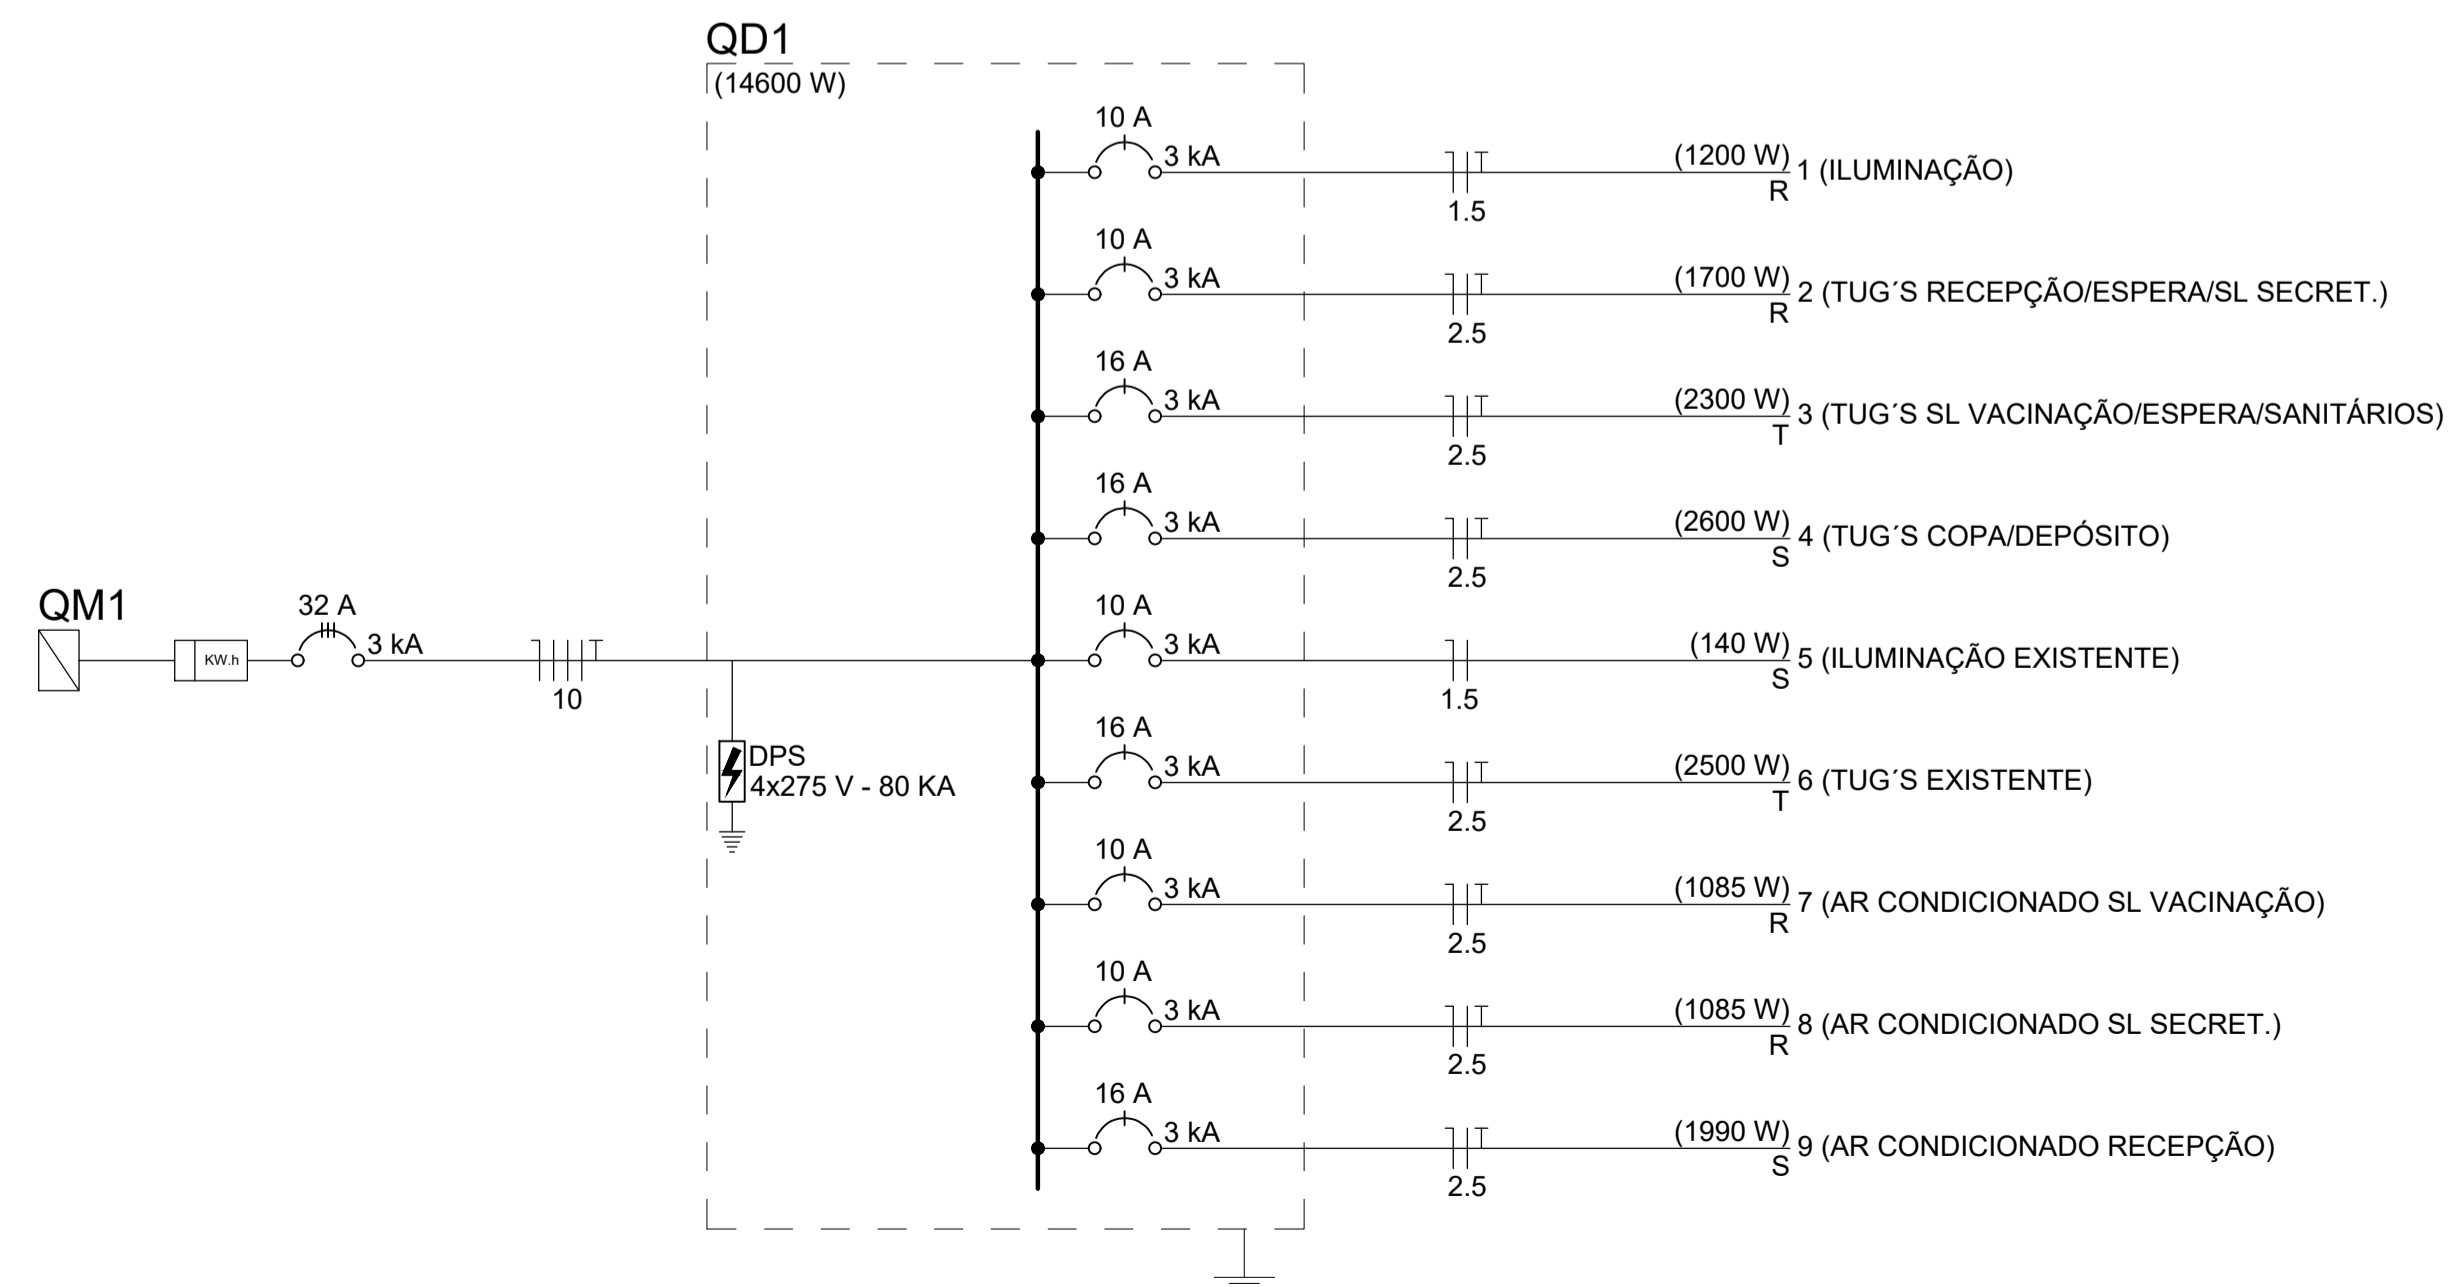 QD1
(14600 W)
10 A
3 kA
1.5
(1200 W)
R
1 (ILUMINAÇÃO)
10 A
3 kA
2.5
(1700 W)
R
2 (TUG´S RECEPÇÃO/ESPERA/SL SECRET.)
16 A
3 kA
2.5
(2300 W)
T
3 (TUG´S SL VACINAÇÃO/ESPERA/SANITÁRIOS)
16 A
3 kA
2.5
(2600 W)
S
4 (TUG´S COPA/DEPÓSITO)
QM1
KW.h
32 A
3 kA
10
10 A
3 kA
1.5
(140 W)
S
5 (ILUMINAÇÃO EXISTENTE)
DPS
4x275 V - 80 KA
16 A
3 kA
2.5
(2500 W)
T
6 (TUG´S EXISTENTE)
10 A
3 kA
2.5
(1085 W)
R
7 (AR CONDICIONADO SL VACINAÇÃO)
10 A
3 kA
2.5
(1085 W)
R
8 (AR CONDICIONADO SL SECRET.)
16 A
3 kA
2.5
(1990 W)
S
9 (AR CONDICIONADO RECEPÇÃO)